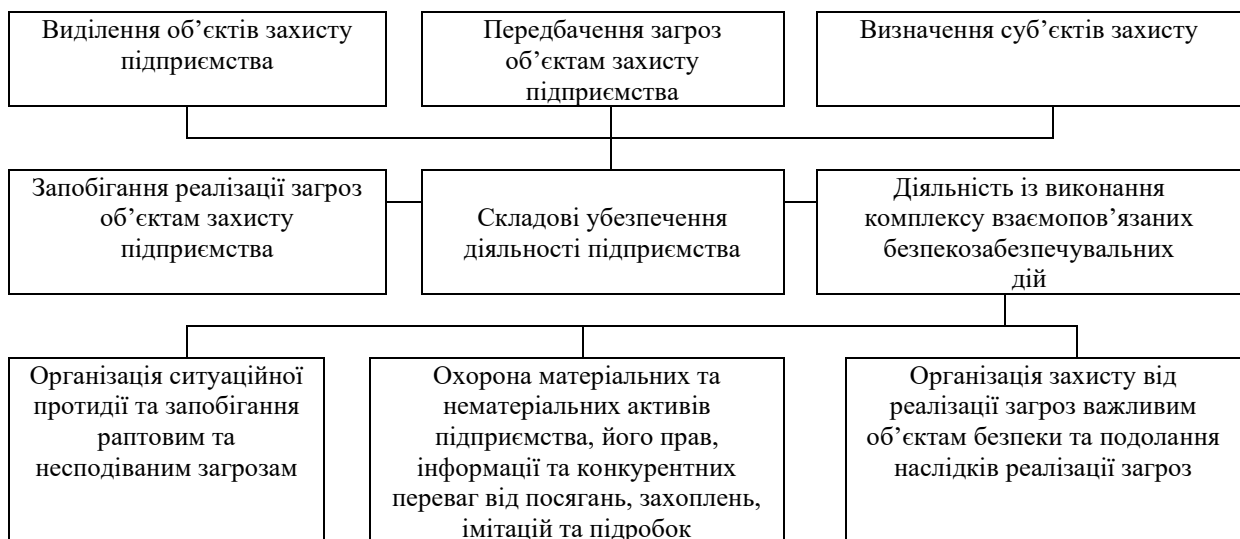 Виділення об’єктів захисту
підприємства
Передбачення загроз
об’єктам захисту
підприємства
Визначення суб’єктів захисту
Запобігання реалізації загроз
об’єктам захисту
підприємства
Складові убезпечення
діяльності підприємства
Діяльність із виконання
комплексу взаємопов’язаних
безпекозабезпечувальних
дій
Організація ситуаційної
протидії та запобігання
раптовим та
несподіваним загрозам
Охорона матеріальних та
нематеріальних активів
підприємства, його прав,
інформації та конкурентних
переваг від посягань, захоплень,
імітацій та підробок
Організація захисту від
реалізації загроз важливим
об’єктам безпеки та подолання
наслідків реалізації загроз